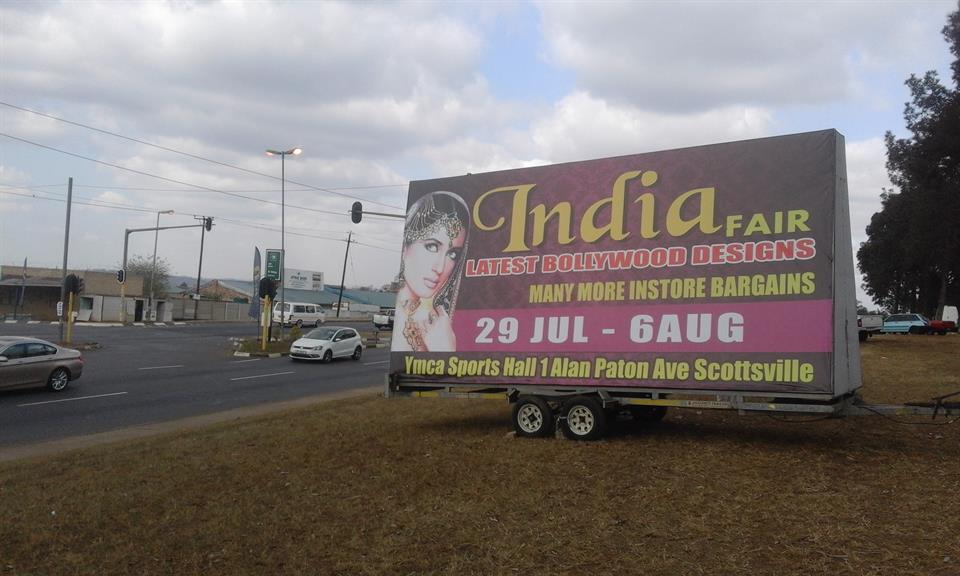 India FAIR
LATEST BOLLYWOOD DESIGNS
MANY MORE INSTORE BARGAINS
29 JUL - 6AUG
Ymca Sports Hall 1 Alan Paton Ave Scottsville